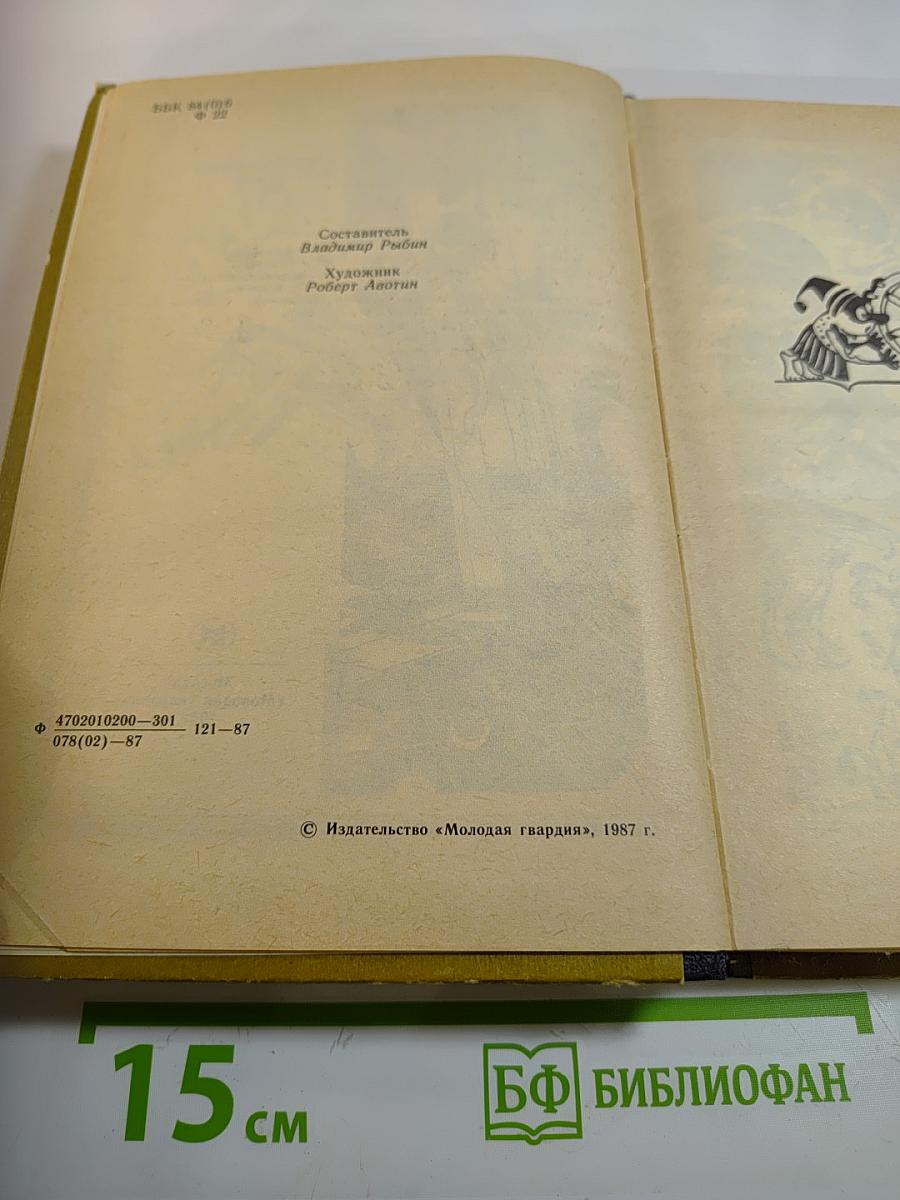 ББК 84(0)6
Ф 22
Составитель
Владимир Рыбин
Художник
Роберт Авотин
Ф 4702010200—301
078(02)—87
121—87
© Издательство «Молодая гвардия», 1987 г.
15 см
БФ БИБЛИОФАН